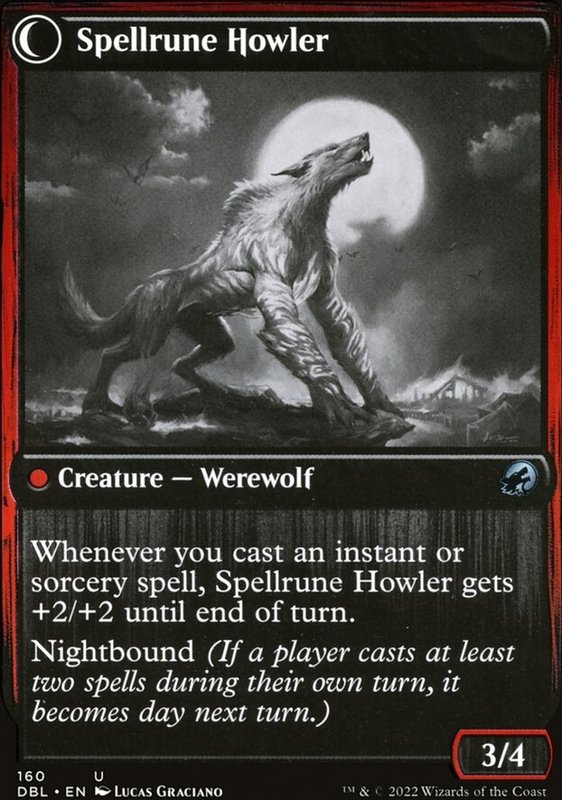 Spellrune Howler
Creature — Werewolf
Whenever you cast an instant or
sorcery spell, Spellrune Howler gets
+2/+2 until end of turn.
Nightbound (If a player casts at least
two spells during their own turn, it
becomes day next turn.)
3/4
160 U
DBL • EN Lucas Graciano
™ & © 2022 Wizards of the Coast